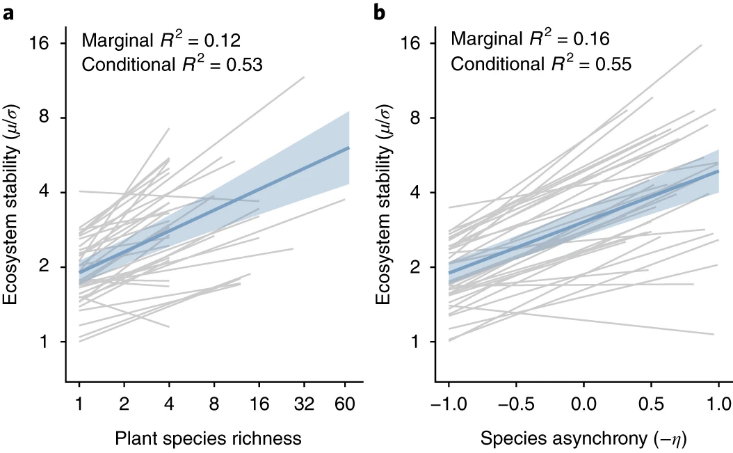 a
Marginal R² = 0.12
Conditional R² = 0.53
Ecosystem stability (μ/σ)
16
8
4
2
1
1 2 4 8 16 32 60
Plant species richness
b
Marginal R² = 0.16
Conditional R² = 0.55
Ecosystem stability (μ/σ)
16
8
4
2
1
−1.0 −0.5 0.0 0.5 1.0
Species asynchrony (−η)